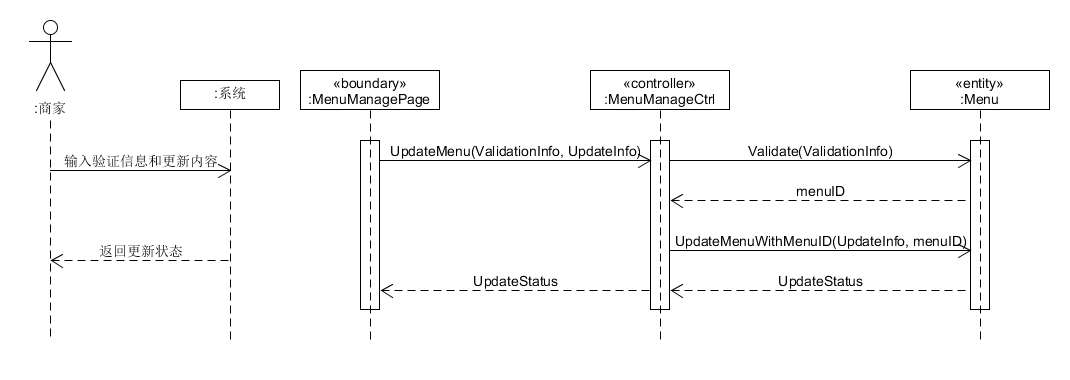 :商家
:系统
«boundary»
:MenuManagePage
«controller»
:MenuManageCtrl
«entity»
:Menu
输入验证信息和更新内容
UpdateMenu(ValidationInfo, UpdateInfo)
Validate(ValidationInfo)
menuID
返回更新状态
UpdateMenuWithMenuID(UpdateInfo, menuID)
UpdateStatus
UpdateStatus